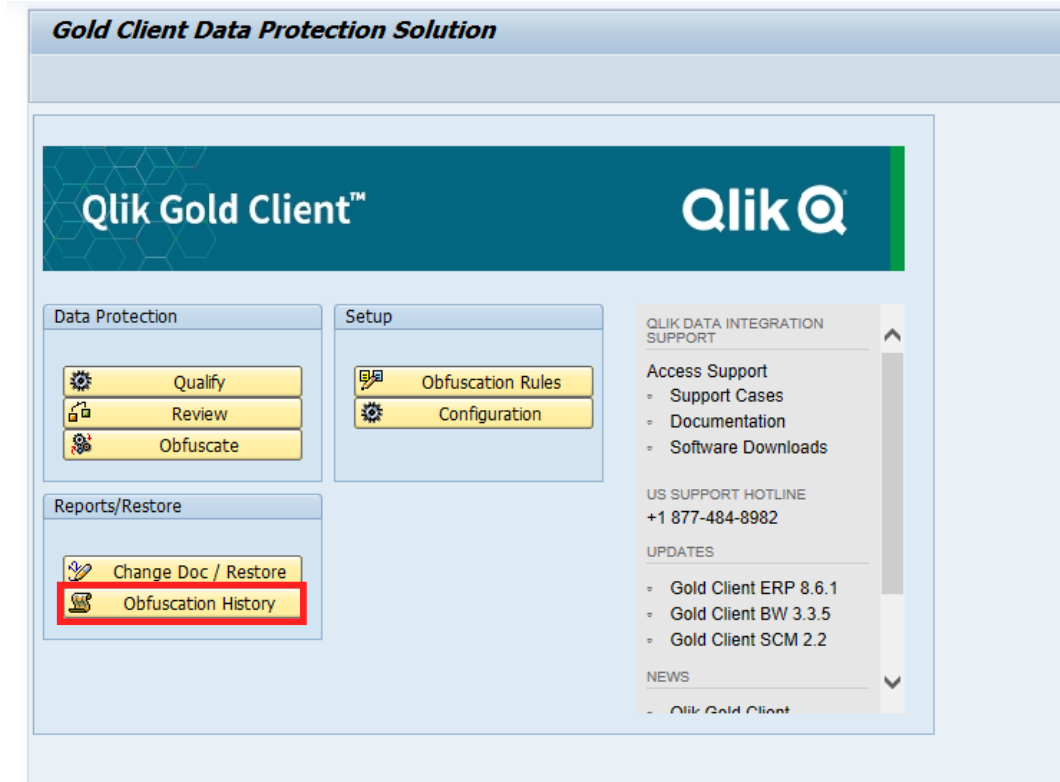 Gold Client Data Protection Solution
Qlik Gold Client™
Qlik
Data Protection
Qualify
Review
Obfuscate
Setup
Obfuscation Rules
Configuration
Reports/Restore
Change Doc / Restore
Obfuscation History
QLIK DATA INTEGRATION
SUPPORT
Access Support
Support Cases
Documentation
Software Downloads
US SUPPORT HOTLINE
+1 877-484-8982
UPDATES
Gold Client ERP 8.6.1
Gold Client BW 3.3.5
Gold Client SCM 2.2
NEWS
Qlik Gold Client